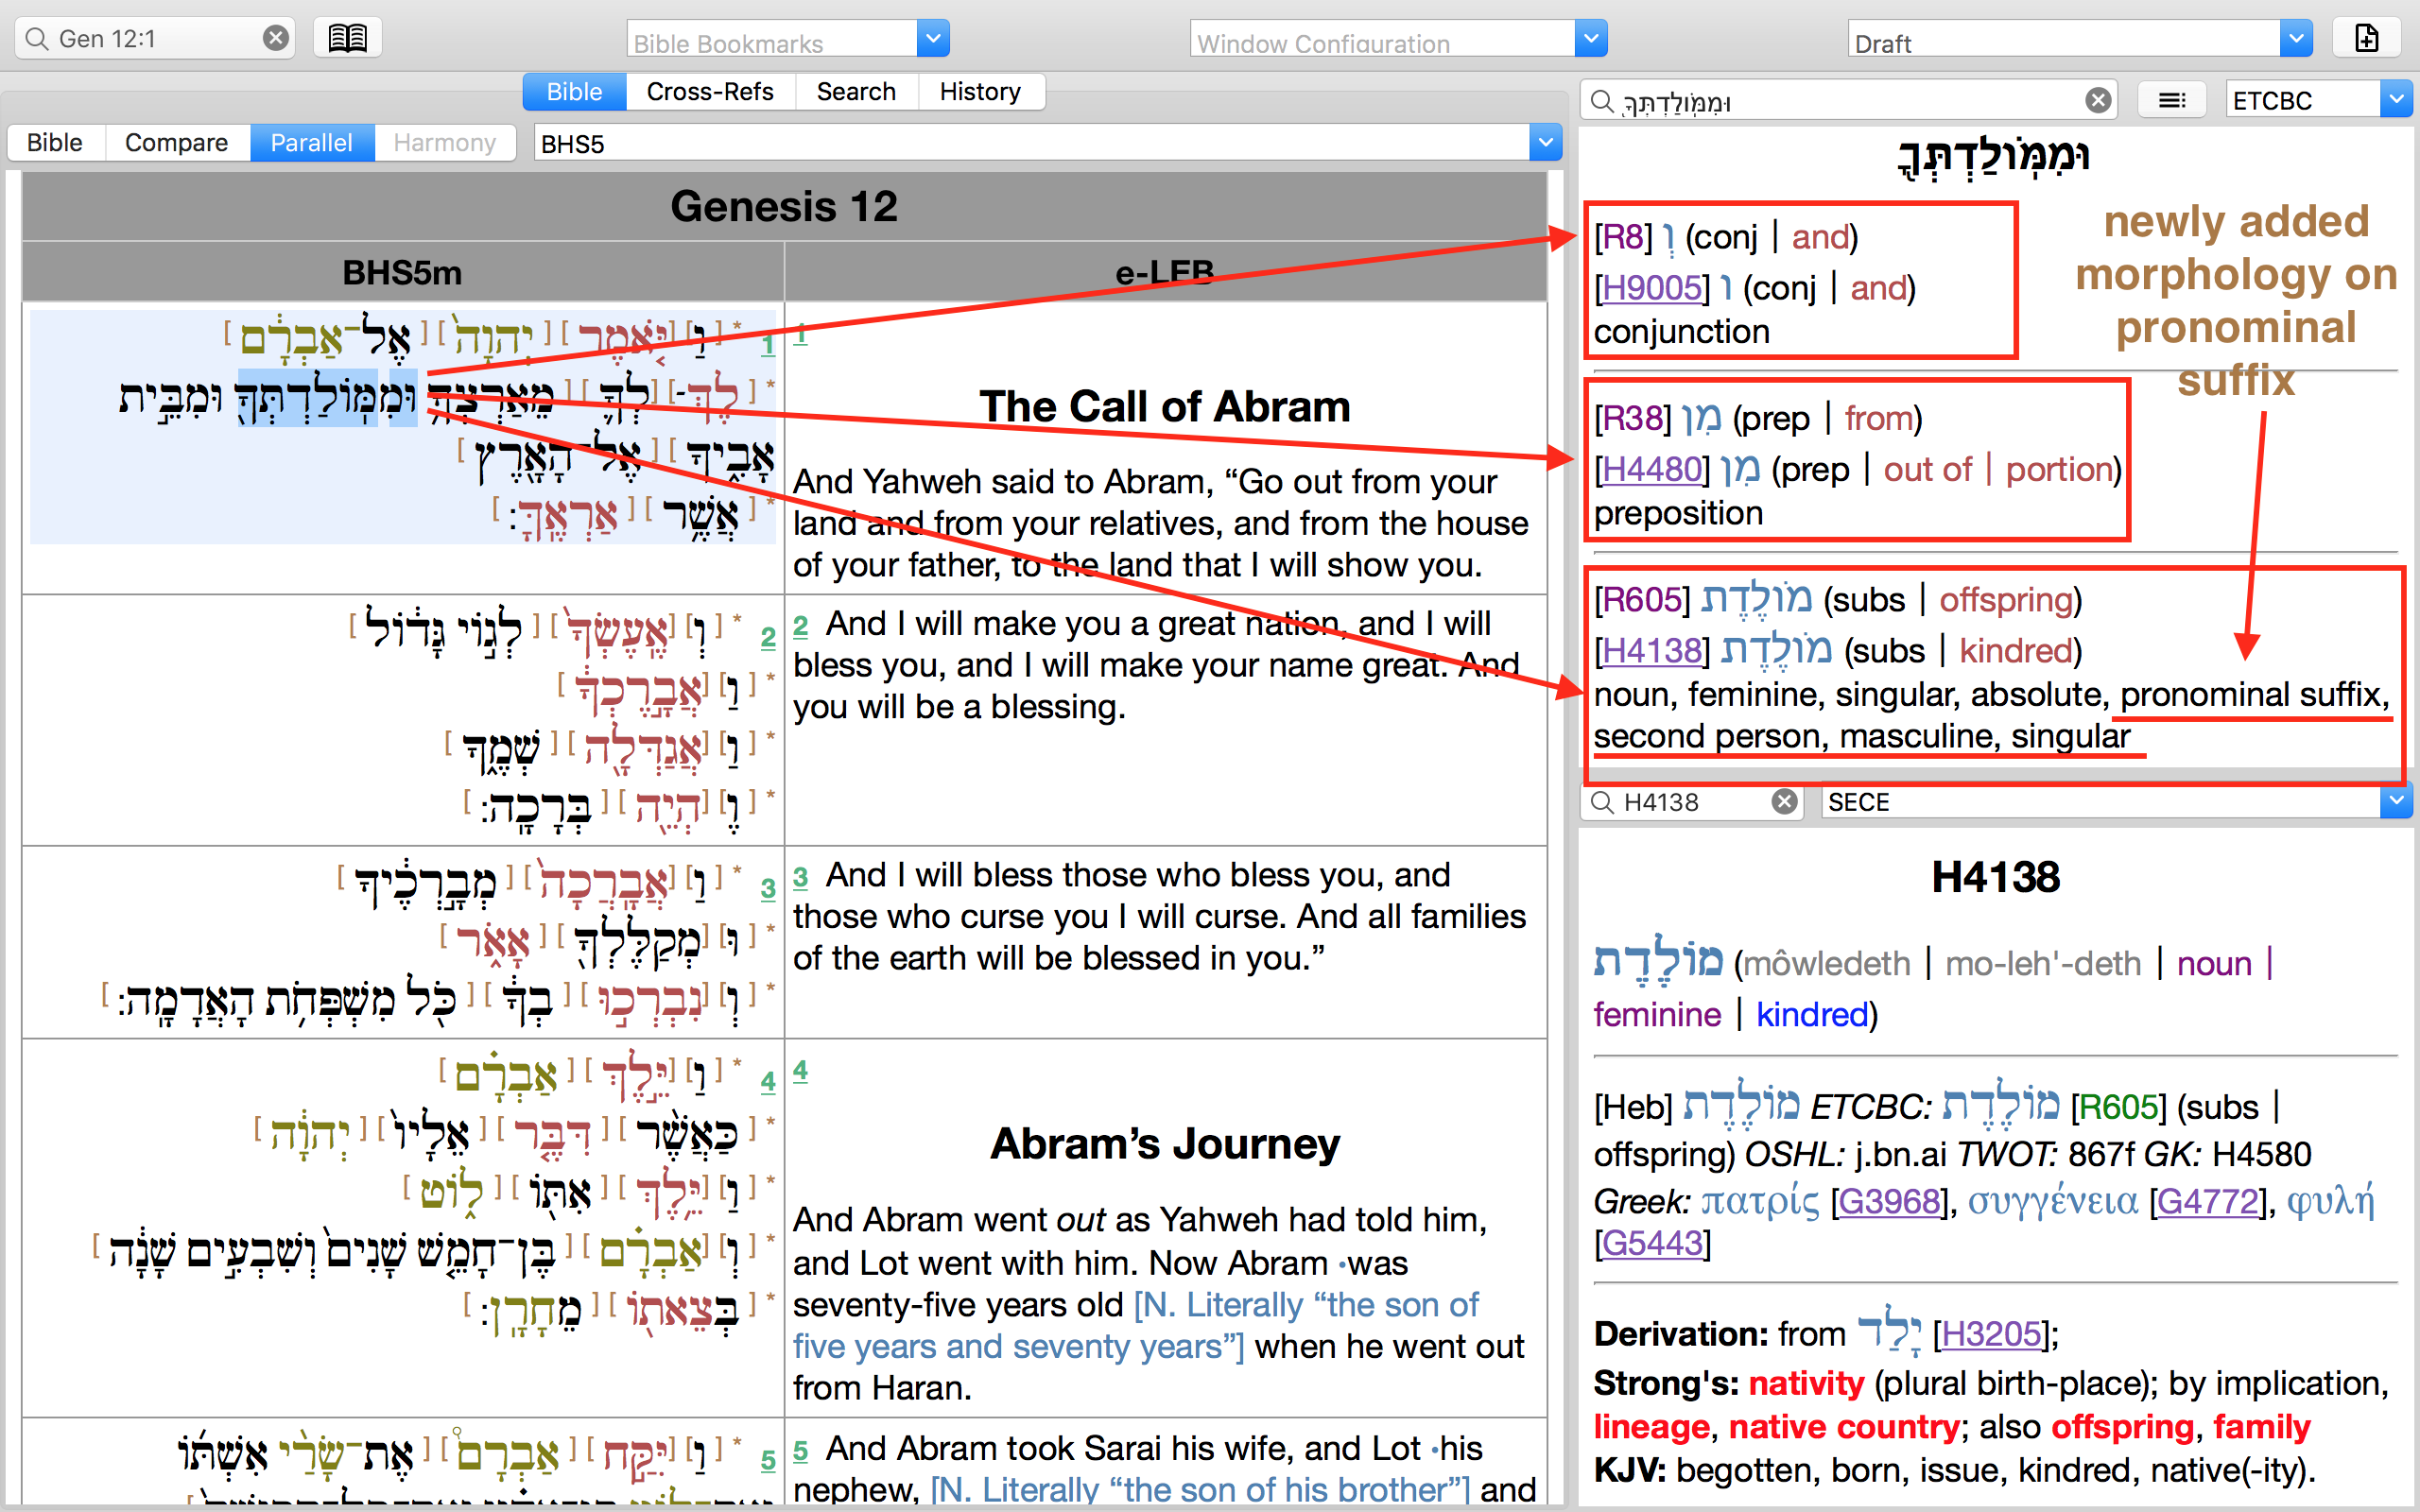 Gen 12:1
Bible Bookmarks
Window Configuration
Draft
Bible Cross-Refs Search History
Bible Compare Parallel Harmony BHS5
Genesis 12
BHS5m e-LEB
1 * [וַ][יֹּ֤אמֶר][יְהוָה֙][אֶל־אַבְרָ֔ם]
* [לֶךְ־][לְךָ֛][מֵאַרְצְךָ֥ וּמִמּֽוֹלַדְתְּךָ֖ וּמִבֵּ֣ית
אָבִ֑יךָ][אֶל־הָאָ֖רֶץ]
* [אֲשֶׁ֥ר][אַרְאֶֽךָּ׃]
1
The Call of Abram
And Yahweh said to Abram, “Go out from your
land and from your relatives, and from the house
of your father, to the land that I will show you.
2 * [וְ][אֶֽעֶשְׂךָ֙][לְג֣וֹי גָּד֔וֹל]
* [וַ][אֲבָ֣רֶכְךָ֔]
* [וַ][אֲגַדְּלָ֖ה][שְׁמֶ֑ךָ]
* [וֶ][הְיֵ֖ה][בְּרָכָֽה׃]
2 And I will make you a great nation, and I will
bless you, and I will make your name great. And
you will be a blessing.
3 * [וַ][אֲבָֽרֲכָה֙][מְבָ֣רְכֶ֔יךָ]
* [וּ][מְקַלֶּלְךָ֖][אָאֹ֑ר]
* [וְ][נִבְרְכ֣וּ][בְךָ֔][כֹּ֖ל מִשְׁפְּחֹ֥ת הָאֲדָמָֽה׃]
3 And I will bless those who bless you, and
those who curse you I will curse. And all families
of the earth will be blessed in you.”
4 * [וַ][יֵּ֣לֶךְ][אַבְרָ֗ם]
* [כַּאֲשֶׁ֨ר][דִּבֶּ֤ר][אֵלָיו֙][יְהוָ֔ה]
* [וַ][יֵּ֥לֶךְ][אִתּ֖וֹ][ל֑וֹט]
* [וְ][אַבְרָ֗ם][בֶּן־חָמֵ֤שׁ שָׁנִים֙ וְשִׁבְעִ֣ים שָׁנָ֔ה]
* [בְּ][צֵאת֖וֹ][מֵחָרָֽן׃]
4
Abram’s Journey
And Abram went out as Yahweh had told him,
and Lot went with him. Now Abram •was
seventy-five years old [N. Literally “the son of
five years and seventy years”] when he went out
from Haran.
5 * [וַ][יִּקַּ֣ח][אַבְרָם֩][אֶת־שָׂרַ֨י אִשְׁתּ֜וֹ
5 And Abram took Sarai his wife, and Lot •his
nephew, [N. Literally “the son of his brother”] and
וּמִמּֽוֹלַדְתְּךָ֖
ETCBC
וּמִמּֽוֹלַדְתְּךָ֖
[R8] וְ (conj | and)
[H9005] ו (conj | and)
conjunction
newly added
morphology on
pronominal
suffix
[R38] מִן (prep | from)
[H4480] מִן (prep | out of | portion)
preposition
[R605] מֹולֶדֶת (subs | offspring)
[H4138] מֹולֶדֶת (subs | kindred)
noun, feminine, singular, absolute, pronominal suffix,
second person, masculine, singular
H4138
SECE
H4138
מוֹלֶדֶת (môwledeth | mo-leh'-deth | noun |
feminine | kindred)
[Heb] מוֹלֶדֶת ETCBC: מוֹלֶדֶת [R605] (subs |
offspring) OSHL: j.bn.ai TWOT: 867f GK: H4580
Greek: πατρίς [G3968], συγγένεια [G4772], φυλή
[G5443]
Derivation: from יָלַד [H3205];
Strong's: nativity (plural birth-place); by implication,
lineage, native country; also offspring, family
KJV: begotten, born, issue, kindred, native(-ity).